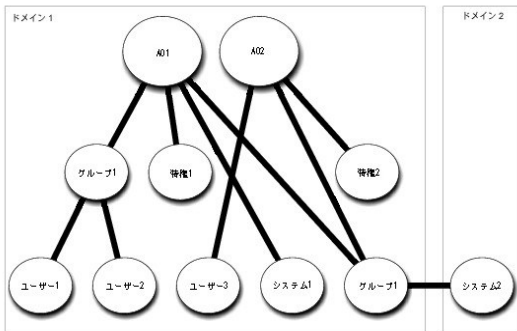 ドメイン 1
ドメイン 2
A01
A02
グループ1
特権1
特権2
ユーザー1
ユーザー2
ユーザー3
システム1
グループ1
システム2